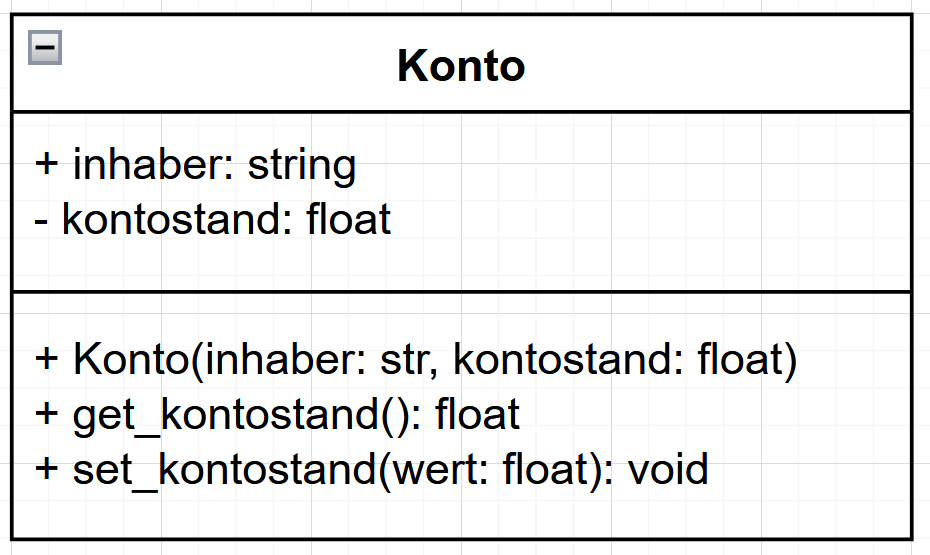 Konto
+ inhaber: string
- kontostand: float
+ Konto(inhaber: str, kontostand: float)
+ get_kontostand(): float
+ set_kontostand(wert: float): void